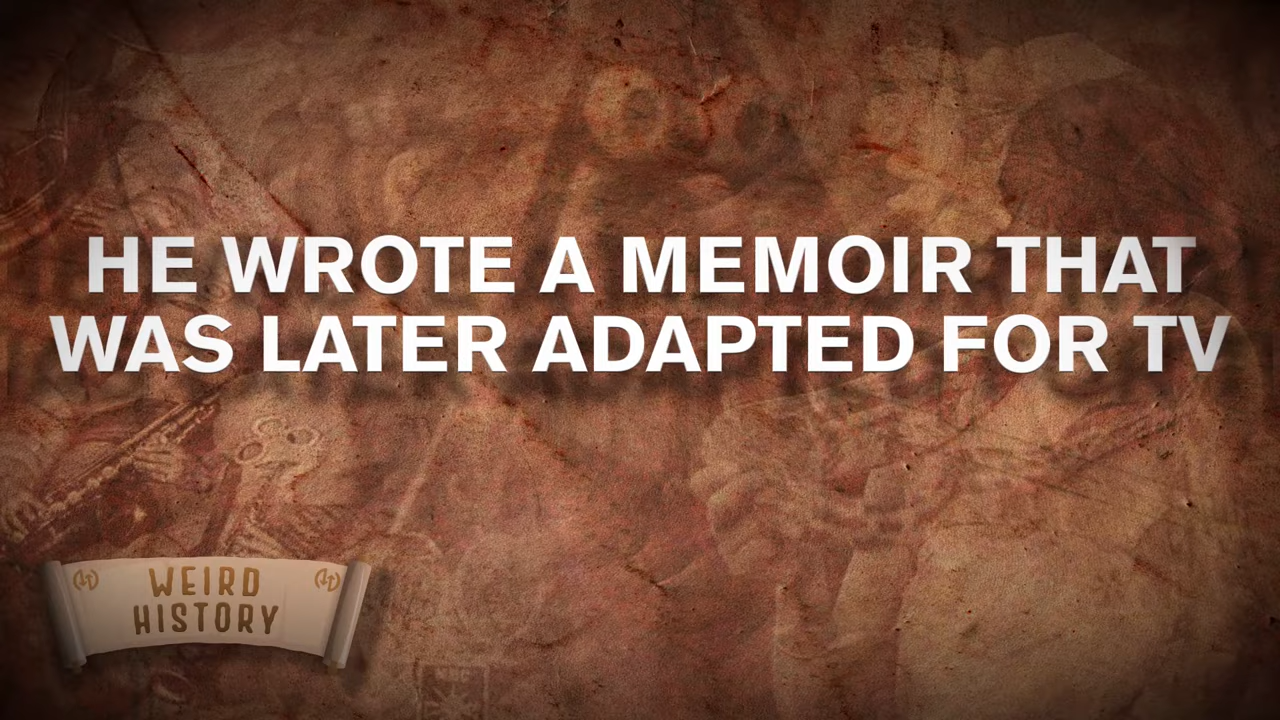 HE WROTE A MEMOIR THAT
WAS LATER ADAPTED FOR TV
WEIRD
HISTORY